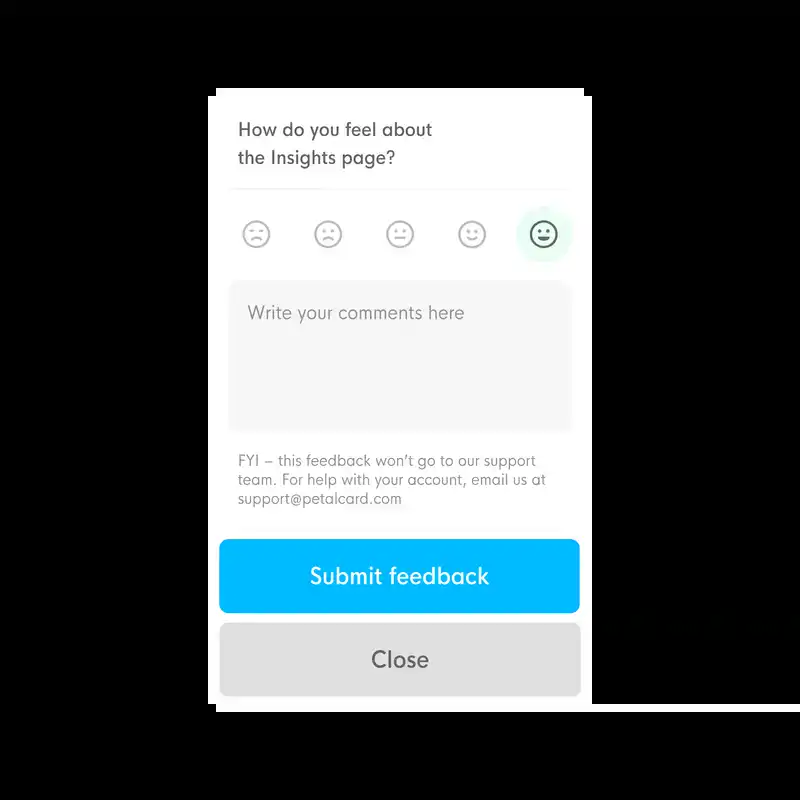 How do you feel about
the Insights page?
Write your comments here
FYI – this feedback won’t go to our support
team. For help with your account, email us at
support@petalcard.com
Submit feedback
Close